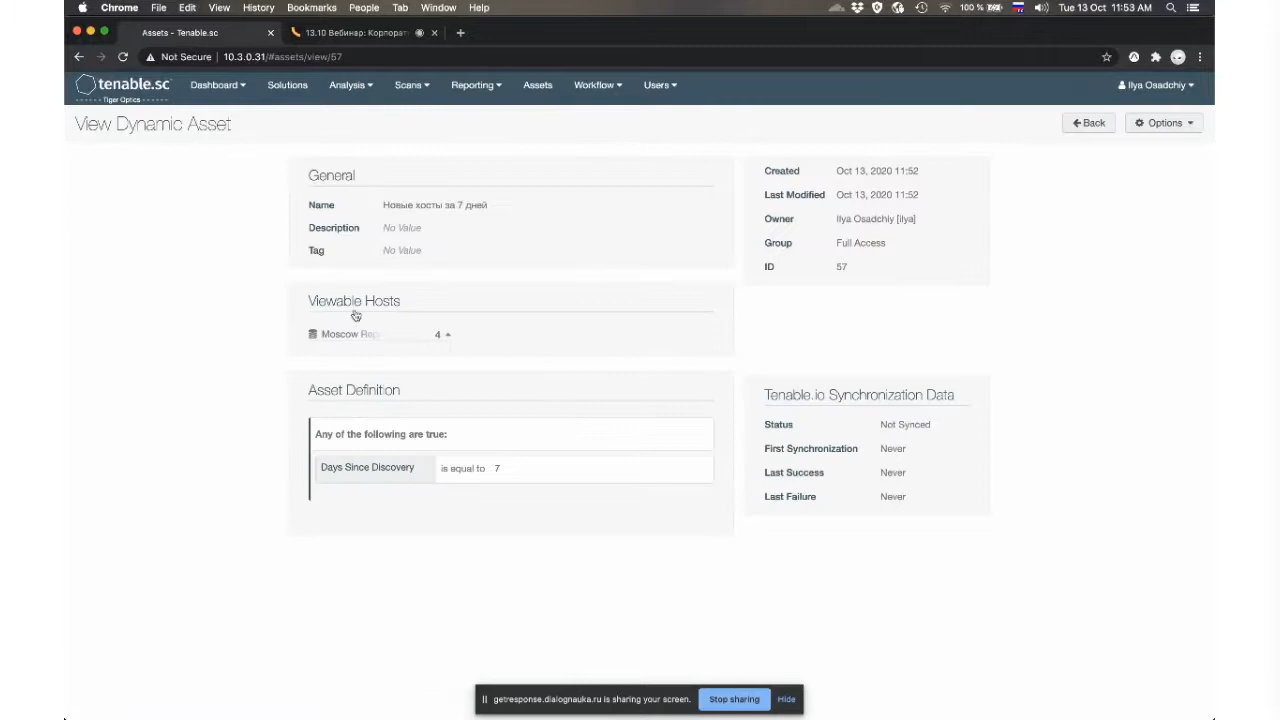 Chrome File Edit View History Bookmarks People Tab Window Help 100 % Tue 13 Oct 11:53 AM
Assets - Tenable.sc 13.10 Вебинар: Корпорат
Not Secure 10.3.0.31/#assets/view/57
tenable.sc Dashboard Solutions Analysis Scans Reporting Assets Workflow Users Ilya Osadchiy
Tiger Optics
View Dynamic Asset Back Options
General
Name Новые хосты за 7 дней
Description No Value
Tag No Value
Created Oct 13, 2020 11:52
Last Modified Oct 13, 2020 11:52
Owner Ilya Osadchiy [ilya]
Group Full Access
ID 57
Viewable Hosts
Moscow 4
Asset Definition
Any of the following are true:
Days Since Discovery is equal to 7
Tenable.io Synchronization Data
Status Not Synced
First Synchronization Never
Last Success Never
Last Failure Never
getresponse.dialognauka.ru is sharing your screen. Stop sharing Hide